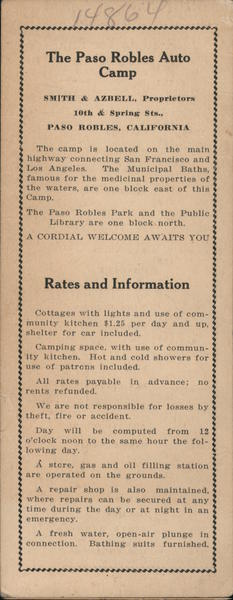 14864
The Paso Robles Auto
Camp
SMITH & AZBELL, Proprietors
10th & Spring Sts.,
PASO ROBLES, CALIFORNIA
The camp is located on the main
highway connecting San Francisco and
Los Angeles. The Municipal Baths,
famous for the medicinal properties of
the waters, are one block east of this
Camp.
The Paso Robles Park and the Public
Library are one block north.
A CORDIAL WELCOME AWAITS YOU
Rates and Information
Cottages with lights and use of com-
munity kitchen $1.25 per day and up,
shelter for car included.
Camping space, with use of commun-
ity kitchen. Hot and cold showers for
use of patrons included.
All rates payable in advance; no
rents refunded.
We are not responsible for losses by
theft, fire or accident.
Day will be computed from 12
o'clock noon to the same hour the fol-
lowing day.
A store, gas and oil filling station
are operated on the grounds.
A repair shop is also maintained,
where repairs can be secured at any
time during the day or at night in an
emergency.
A fresh water, open-air plunge in
connection. Bathing suits furnished.